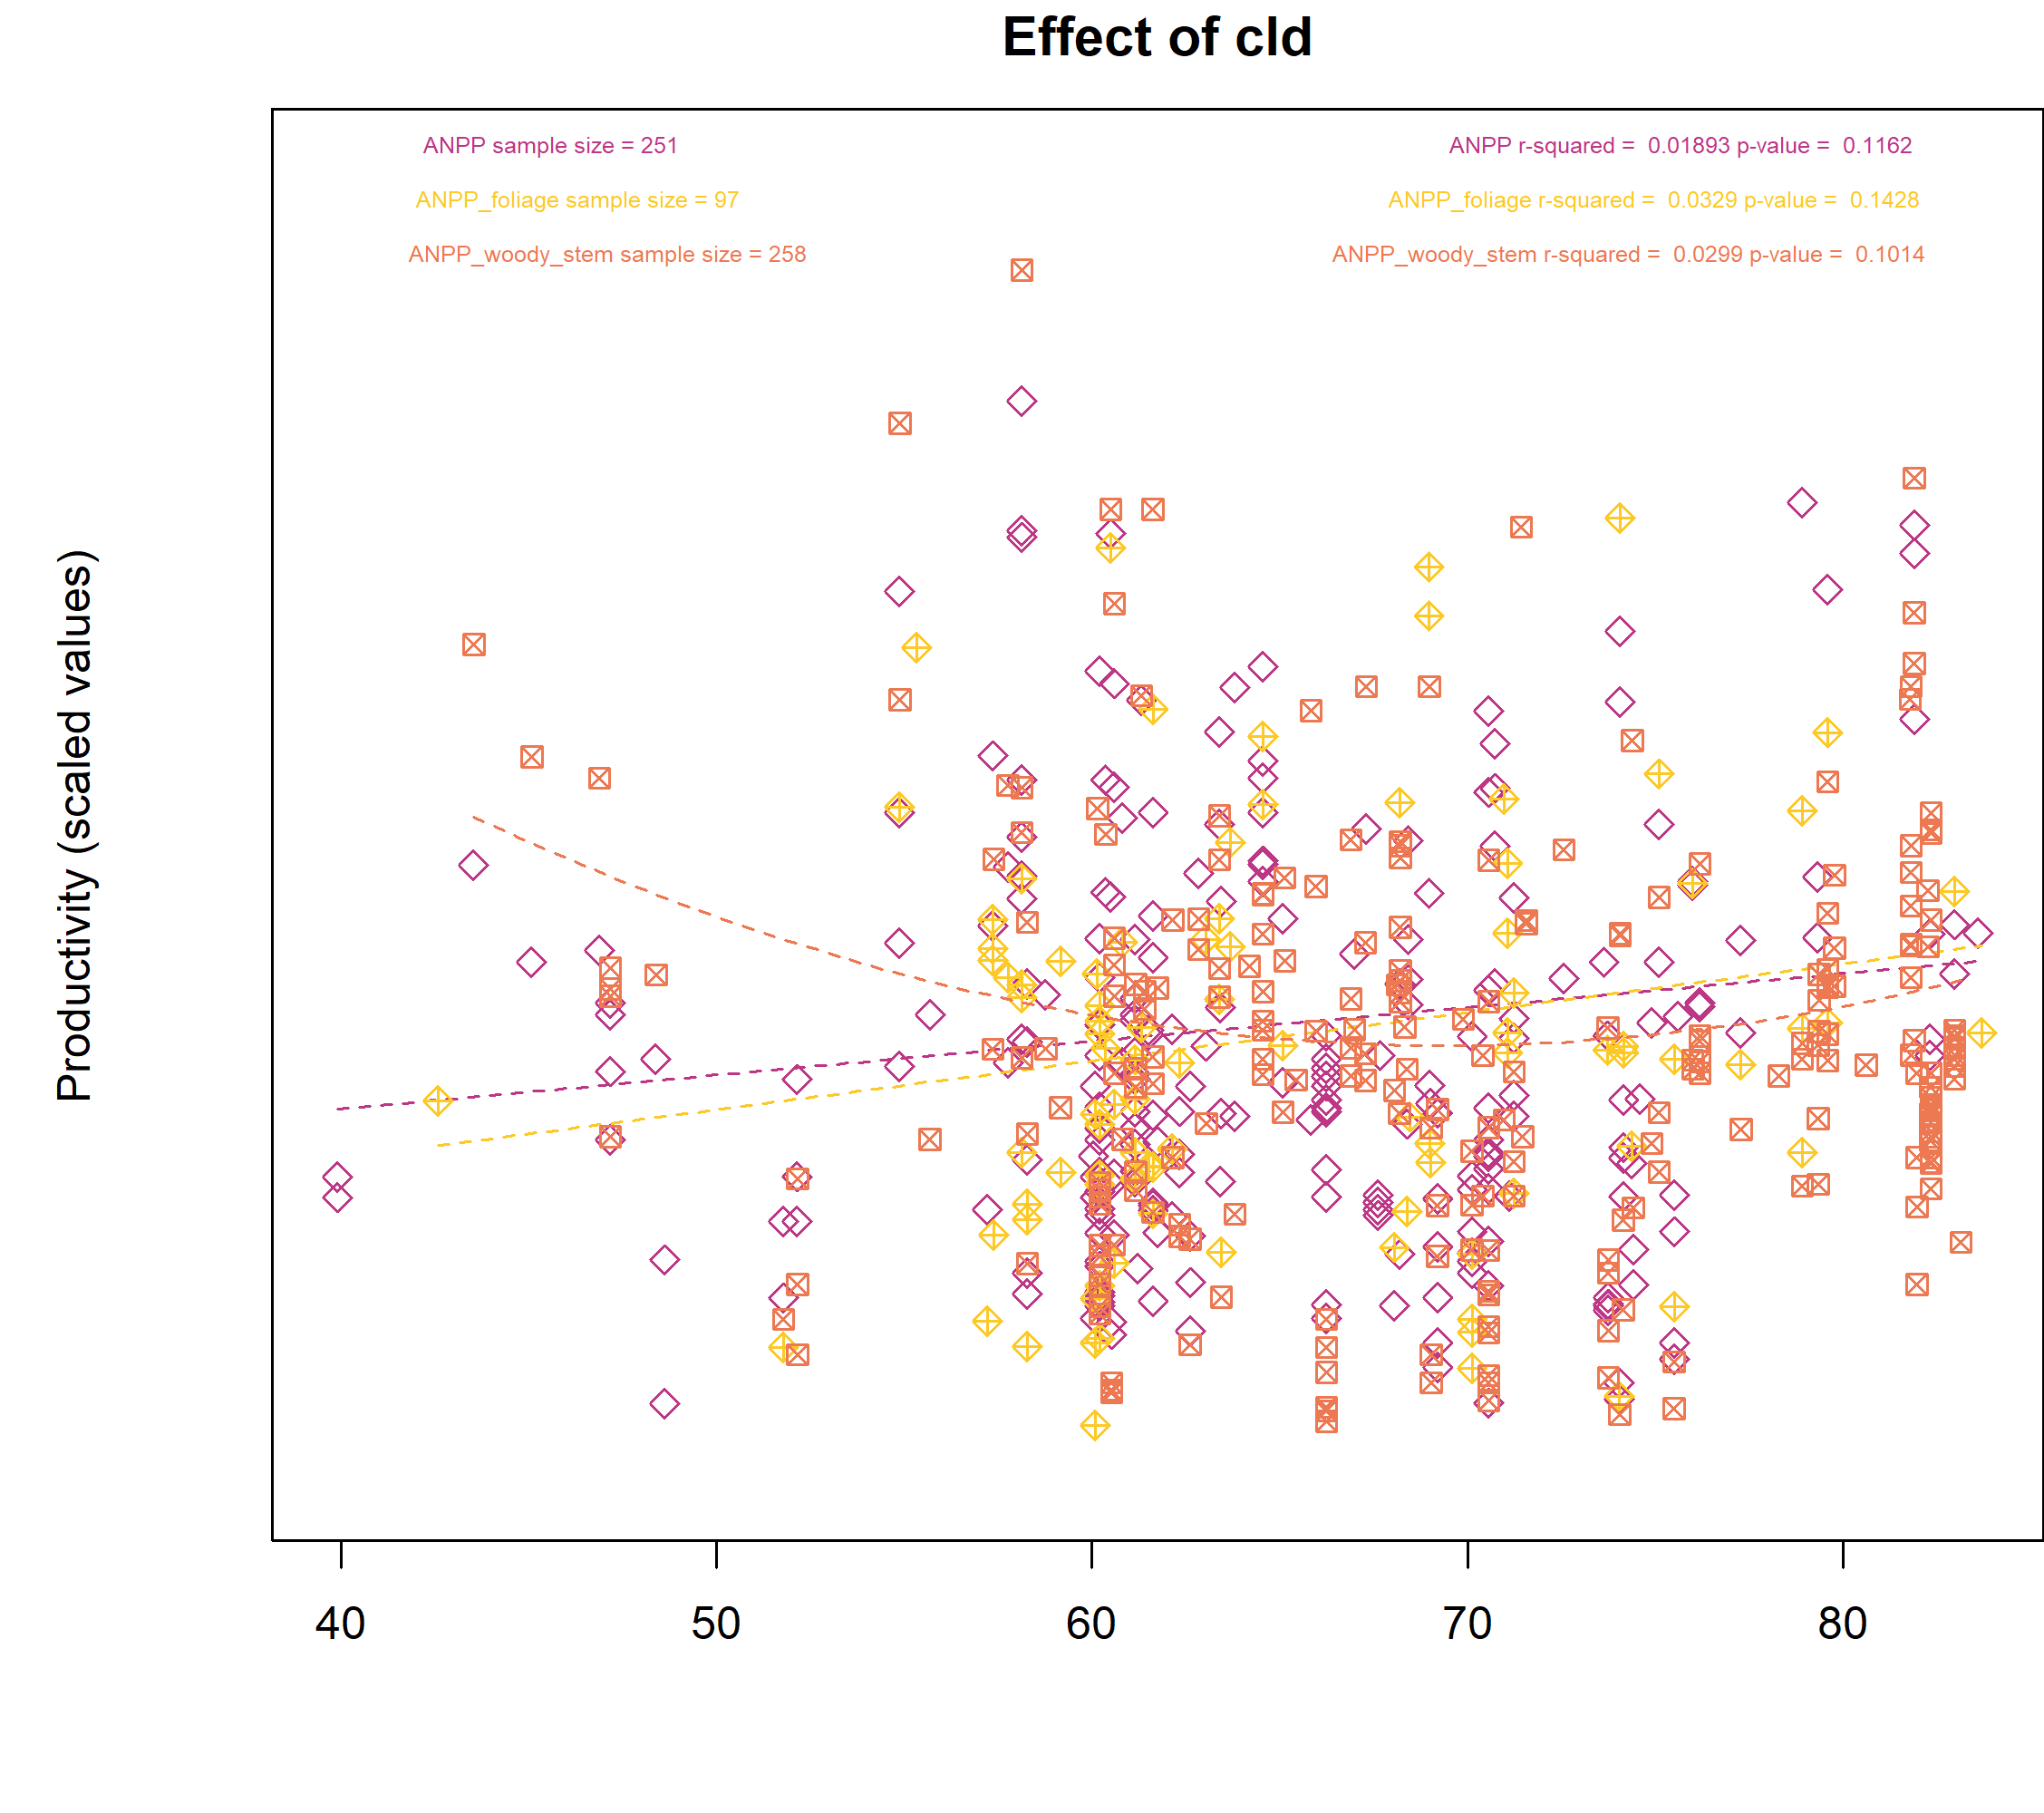 Effect of cld
ANPP sample size = 251
ANPP r-squared =  0.01893 p-value =  0.1162
ANPP_foliage sample size = 97
ANPP_foliage r-squared =  0.0329 p-value =  0.1428
ANPP_woody_stem sample size = 258
ANPP_woody_stem r-squared =  0.0299 p-value =  0.1014
Productivity (scaled values)
40 50 60 70 80